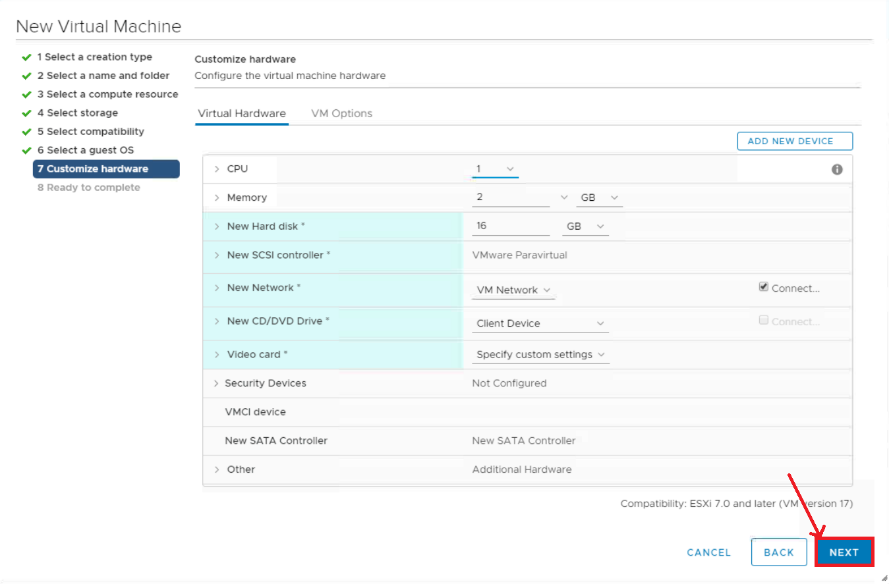 New Virtual Machine
1 Select a creation type
2 Select a name and folder
3 Select a compute resource
4 Select storage
5 Select compatibility
6 Select a guest OS
7 Customize hardware
8 Ready to complete
Customize hardware
Configure the virtual machine hardware
Virtual Hardware VM Options
ADD NEW DEVICE
CPU 1
Memory 2 GB
New Hard disk * 16 GB
New SCSI controller * VMware Paravirtual
New Network * VM Network Connect...
New CD/DVD Drive * Client Device Connect...
Video card * Specify custom settings
Security Devices Not Configured
VMCI device
New SATA Controller New SATA Controller
Other Additional Hardware
Compatibility: ESXi 7.0 and later (VM version 17)
CANCEL BACK NEXT